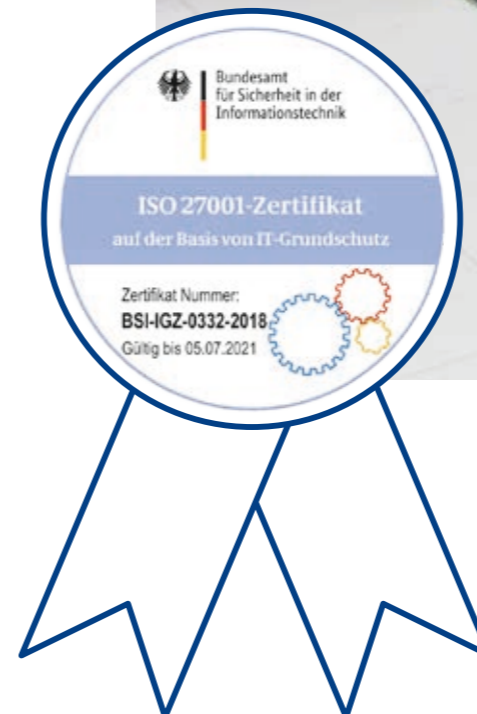 Bundesamt
für Sicherheit in der
Informationstechnik
ISO 27001-Zertifikat
auf der Basis von IT-Grundschutz
Zertifikat Nummer:
BSI-IGZ-0332-2018
Gültig bis 05.07.2021